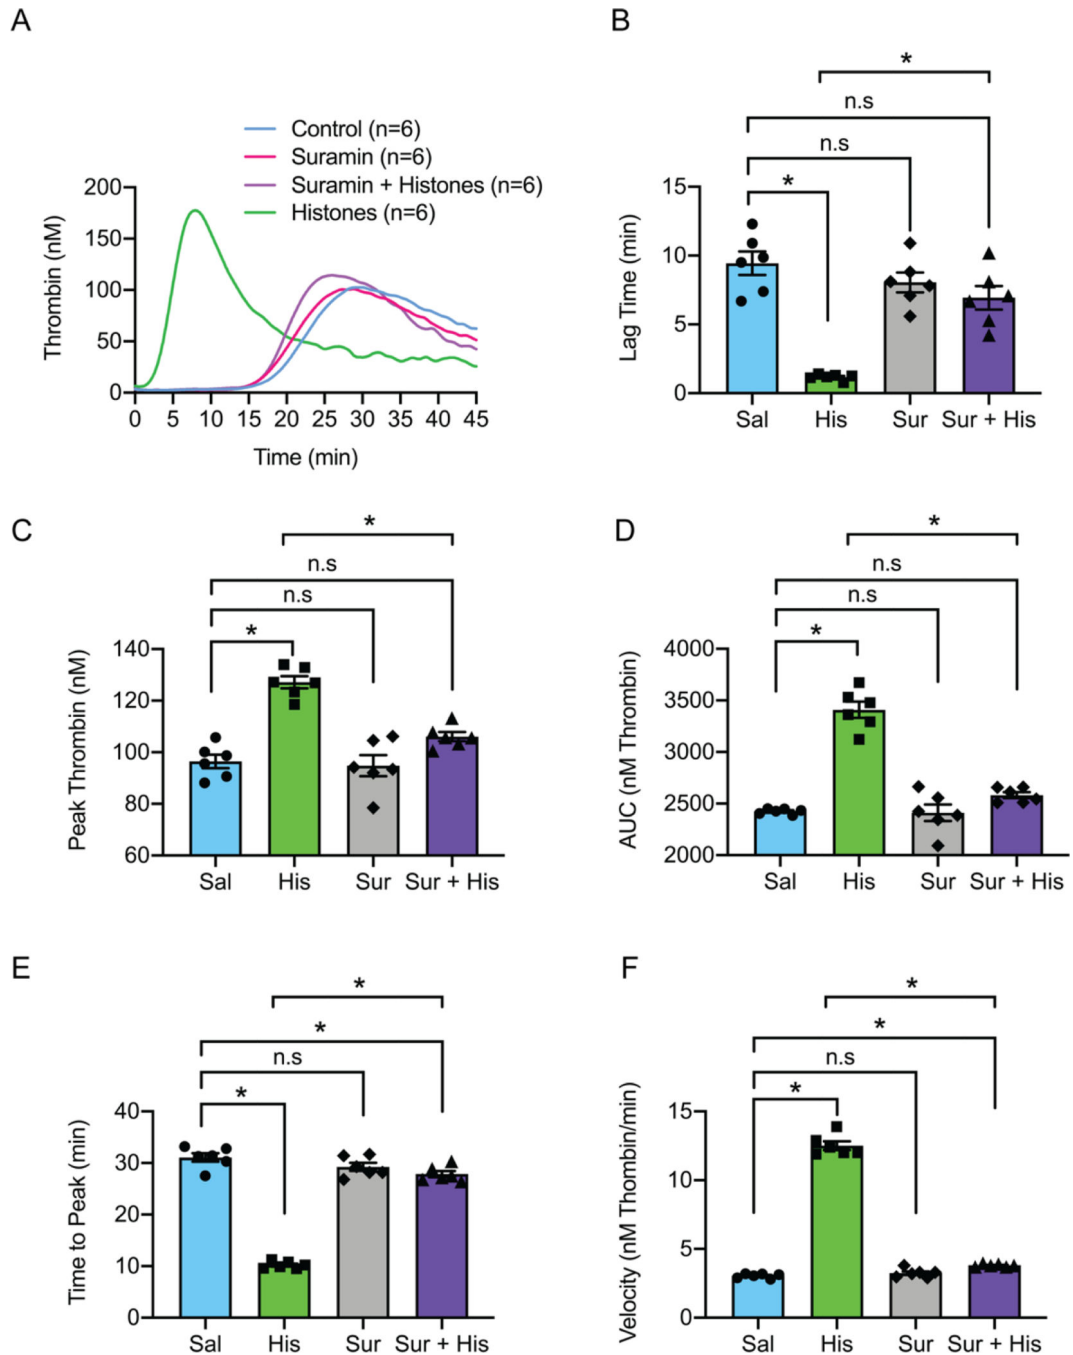 A
Control (n=6)
Suramin (n=6)
Suramin + Histones (n=6)
Histones (n=6)
Thrombin (nM)
200
150
100
50
0
0 5 10 15 20 25 30 35 40 45
Time (min)
B
*
n.s
n.s
*
Lag Time (min)
15
10
5
0
Sal His Sur Sur + His
C
*
n.s
n.s
*
Peak Thrombin (nM)
140
120
100
80
60
Sal His Sur Sur + His
D
*
n.s
n.s
*
AUC (nM Thrombin)
4000
3500
3000
2500
2000
Sal His Sur Sur + His
E
*
*
n.s
*
Time to Peak (min)
40
30
20
10
0
Sal His Sur Sur + His
F
*
*
n.s
*
Velocity (nM Thombin/min)
15
10
5
0
Sal His Sur Sur + His